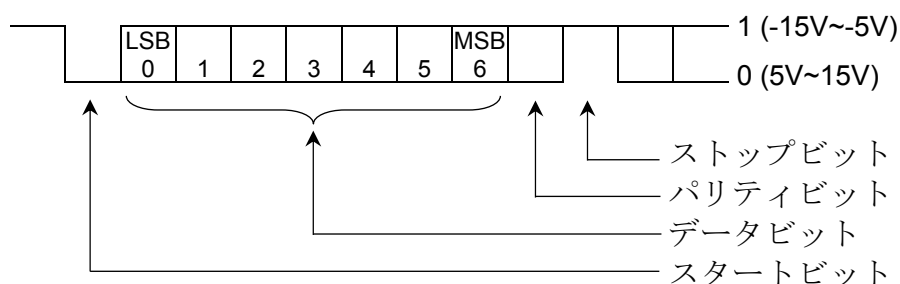 1 (-15V~-5V)
LSB MSB
0 1 2 3 4 5 6
0 (5V~15V)
ストップビット
パリティビット
データビット
スタートビット